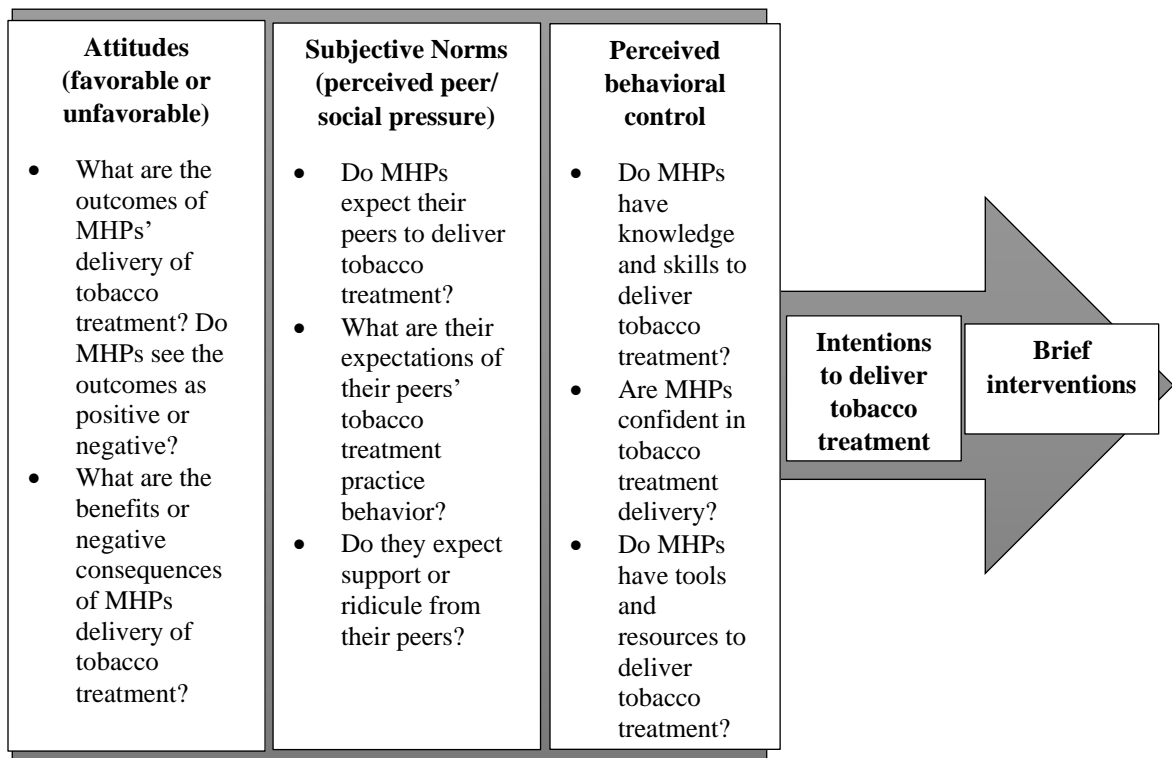 Attitudes
(favorable or
unfavorable)
• What are the
outcomes of
MHPs’
delivery of
tobacco
treatment? Do
MHPs see the
outcomes as
positive or
negative?
• What are the
benefits or
negative
consequences
of MHPs
delivery of
tobacco
treatment?
Subjective Norms
(perceived peer/
social pressure)
• Do MHPs
expect their
peers to deliver
tobacco
treatment?
• What are their
expectations of
their peers’
tobacco
treatment
practice
behavior?
• Do they expect
support or
ridicule from
their peers?
Perceived
behavioral
control
• Do MHPs
have
knowledge
and skills to
deliver
tobacco
treatment?
• Are MHPs
confident in
tobacco
treatment
delivery?
• Do MHPs
have tools
and
resources to
deliver
tobacco
treatment?
Intentions
to deliver
tobacco
treatment
Brief
interventions